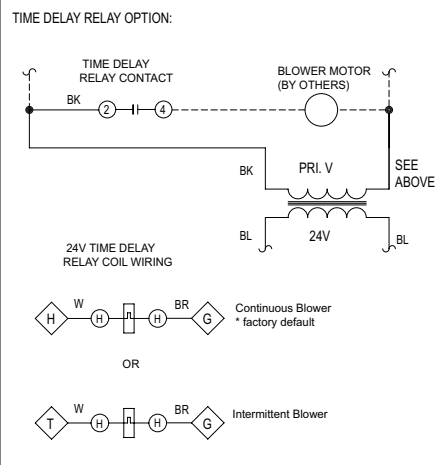 TIME DELAY RELAY OPTION:
TIME DELAY
RELAY CONTACT
BLOWER MOTOR
(BY OTHERS)
BK
2
4
BK
PRI. V
SEE
ABOVE
BL
24V
BL
24V TIME DELAY
RELAY COIL WIRING
H
W
H
H
BR
G
Continuous Blower
* factory default
OR
T
W
H
H
BR
G
Intermittent Blower